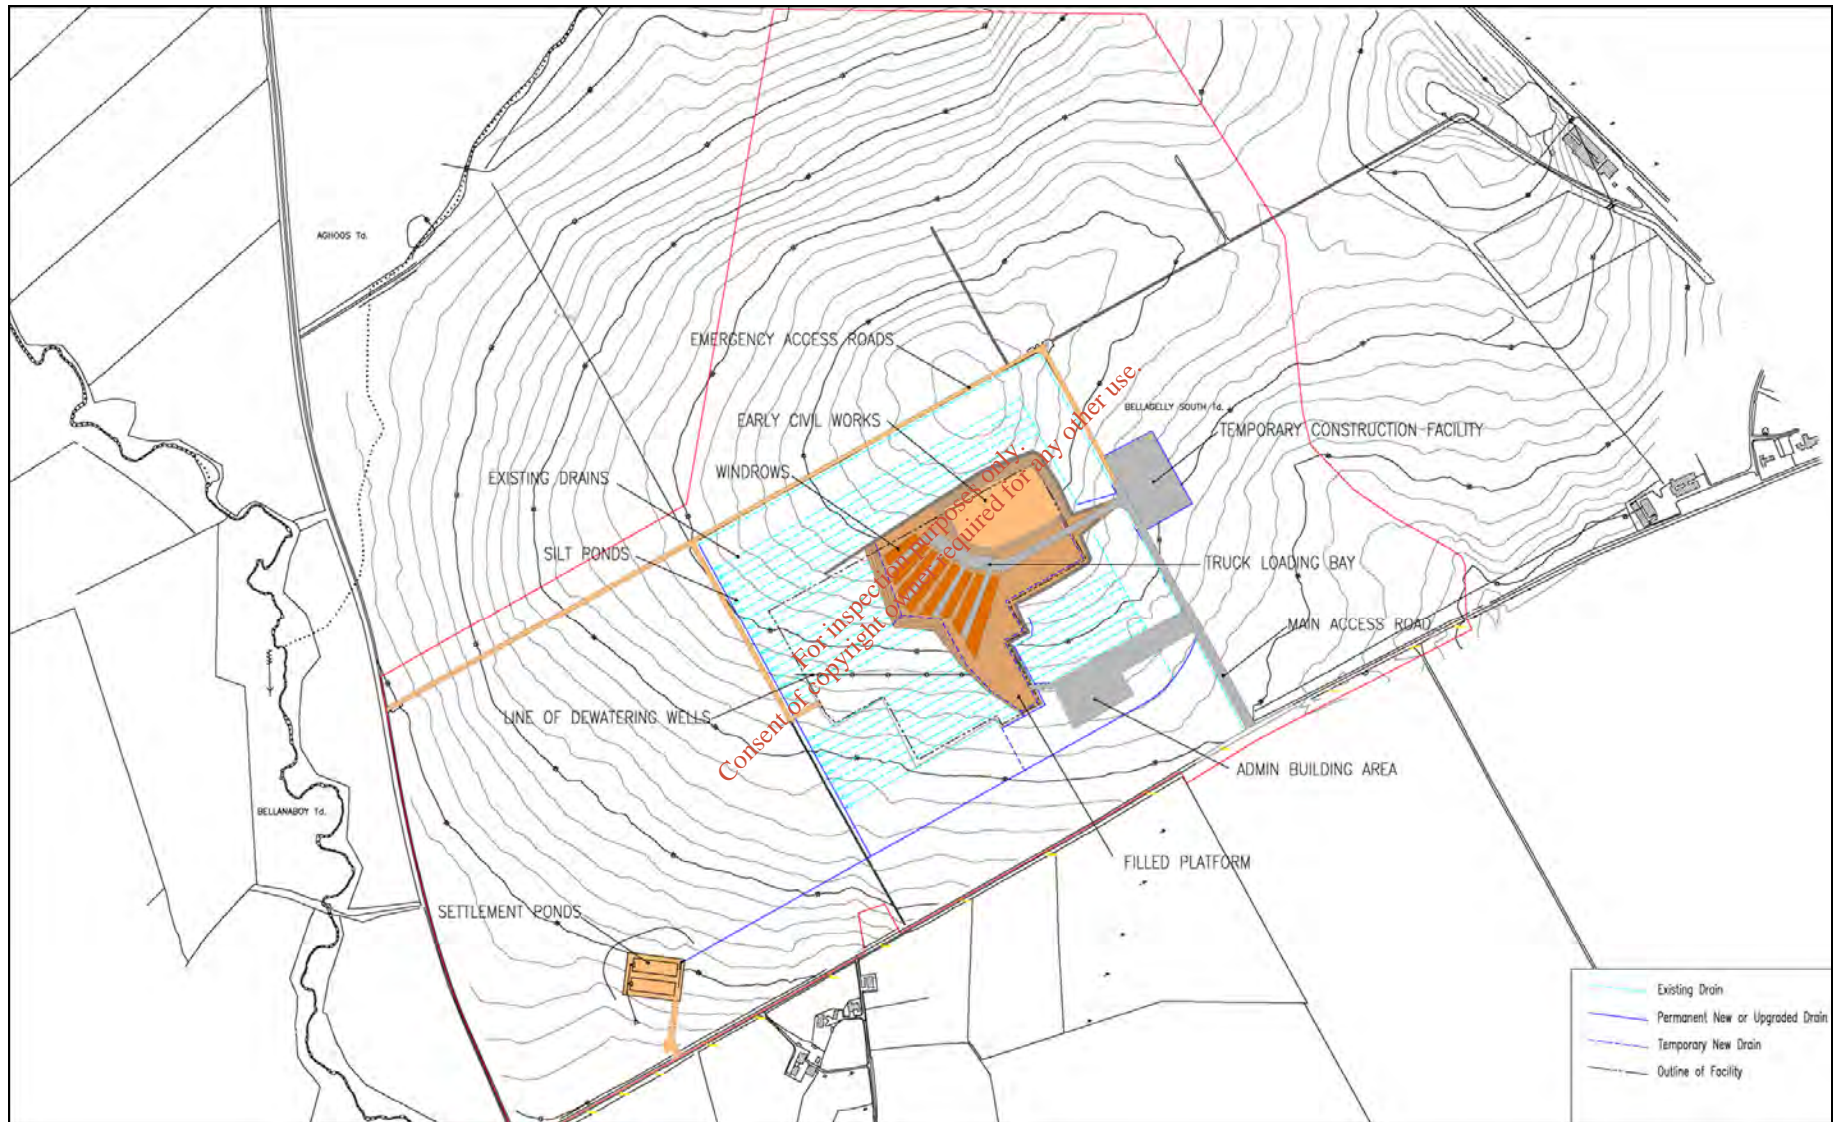 AGHOOS Td.
EMERGENCY ACCESS ROADS
BELLAGELLY SOUTH Td.
EARLY CIVIL WORKS
TEMPORARY CONSTRUCTION FACILITY
WINDROWS
EXISTING DRAINS
SILT PONDS
TRUCK LOADING BAY
MAIN ACCESS ROAD
For inspection purposes only.
Consent of copyright owner required for any other use.
LINE OF DEWATERING WELLS
ADMIN BUILDING AREA
BELLANABOY Td.
FILLED PLATFORM
SETTLEMENT PONDS
Existing Drain
Permanent New or Upgraded Drain
Temporary New Drain
Outline of Facility